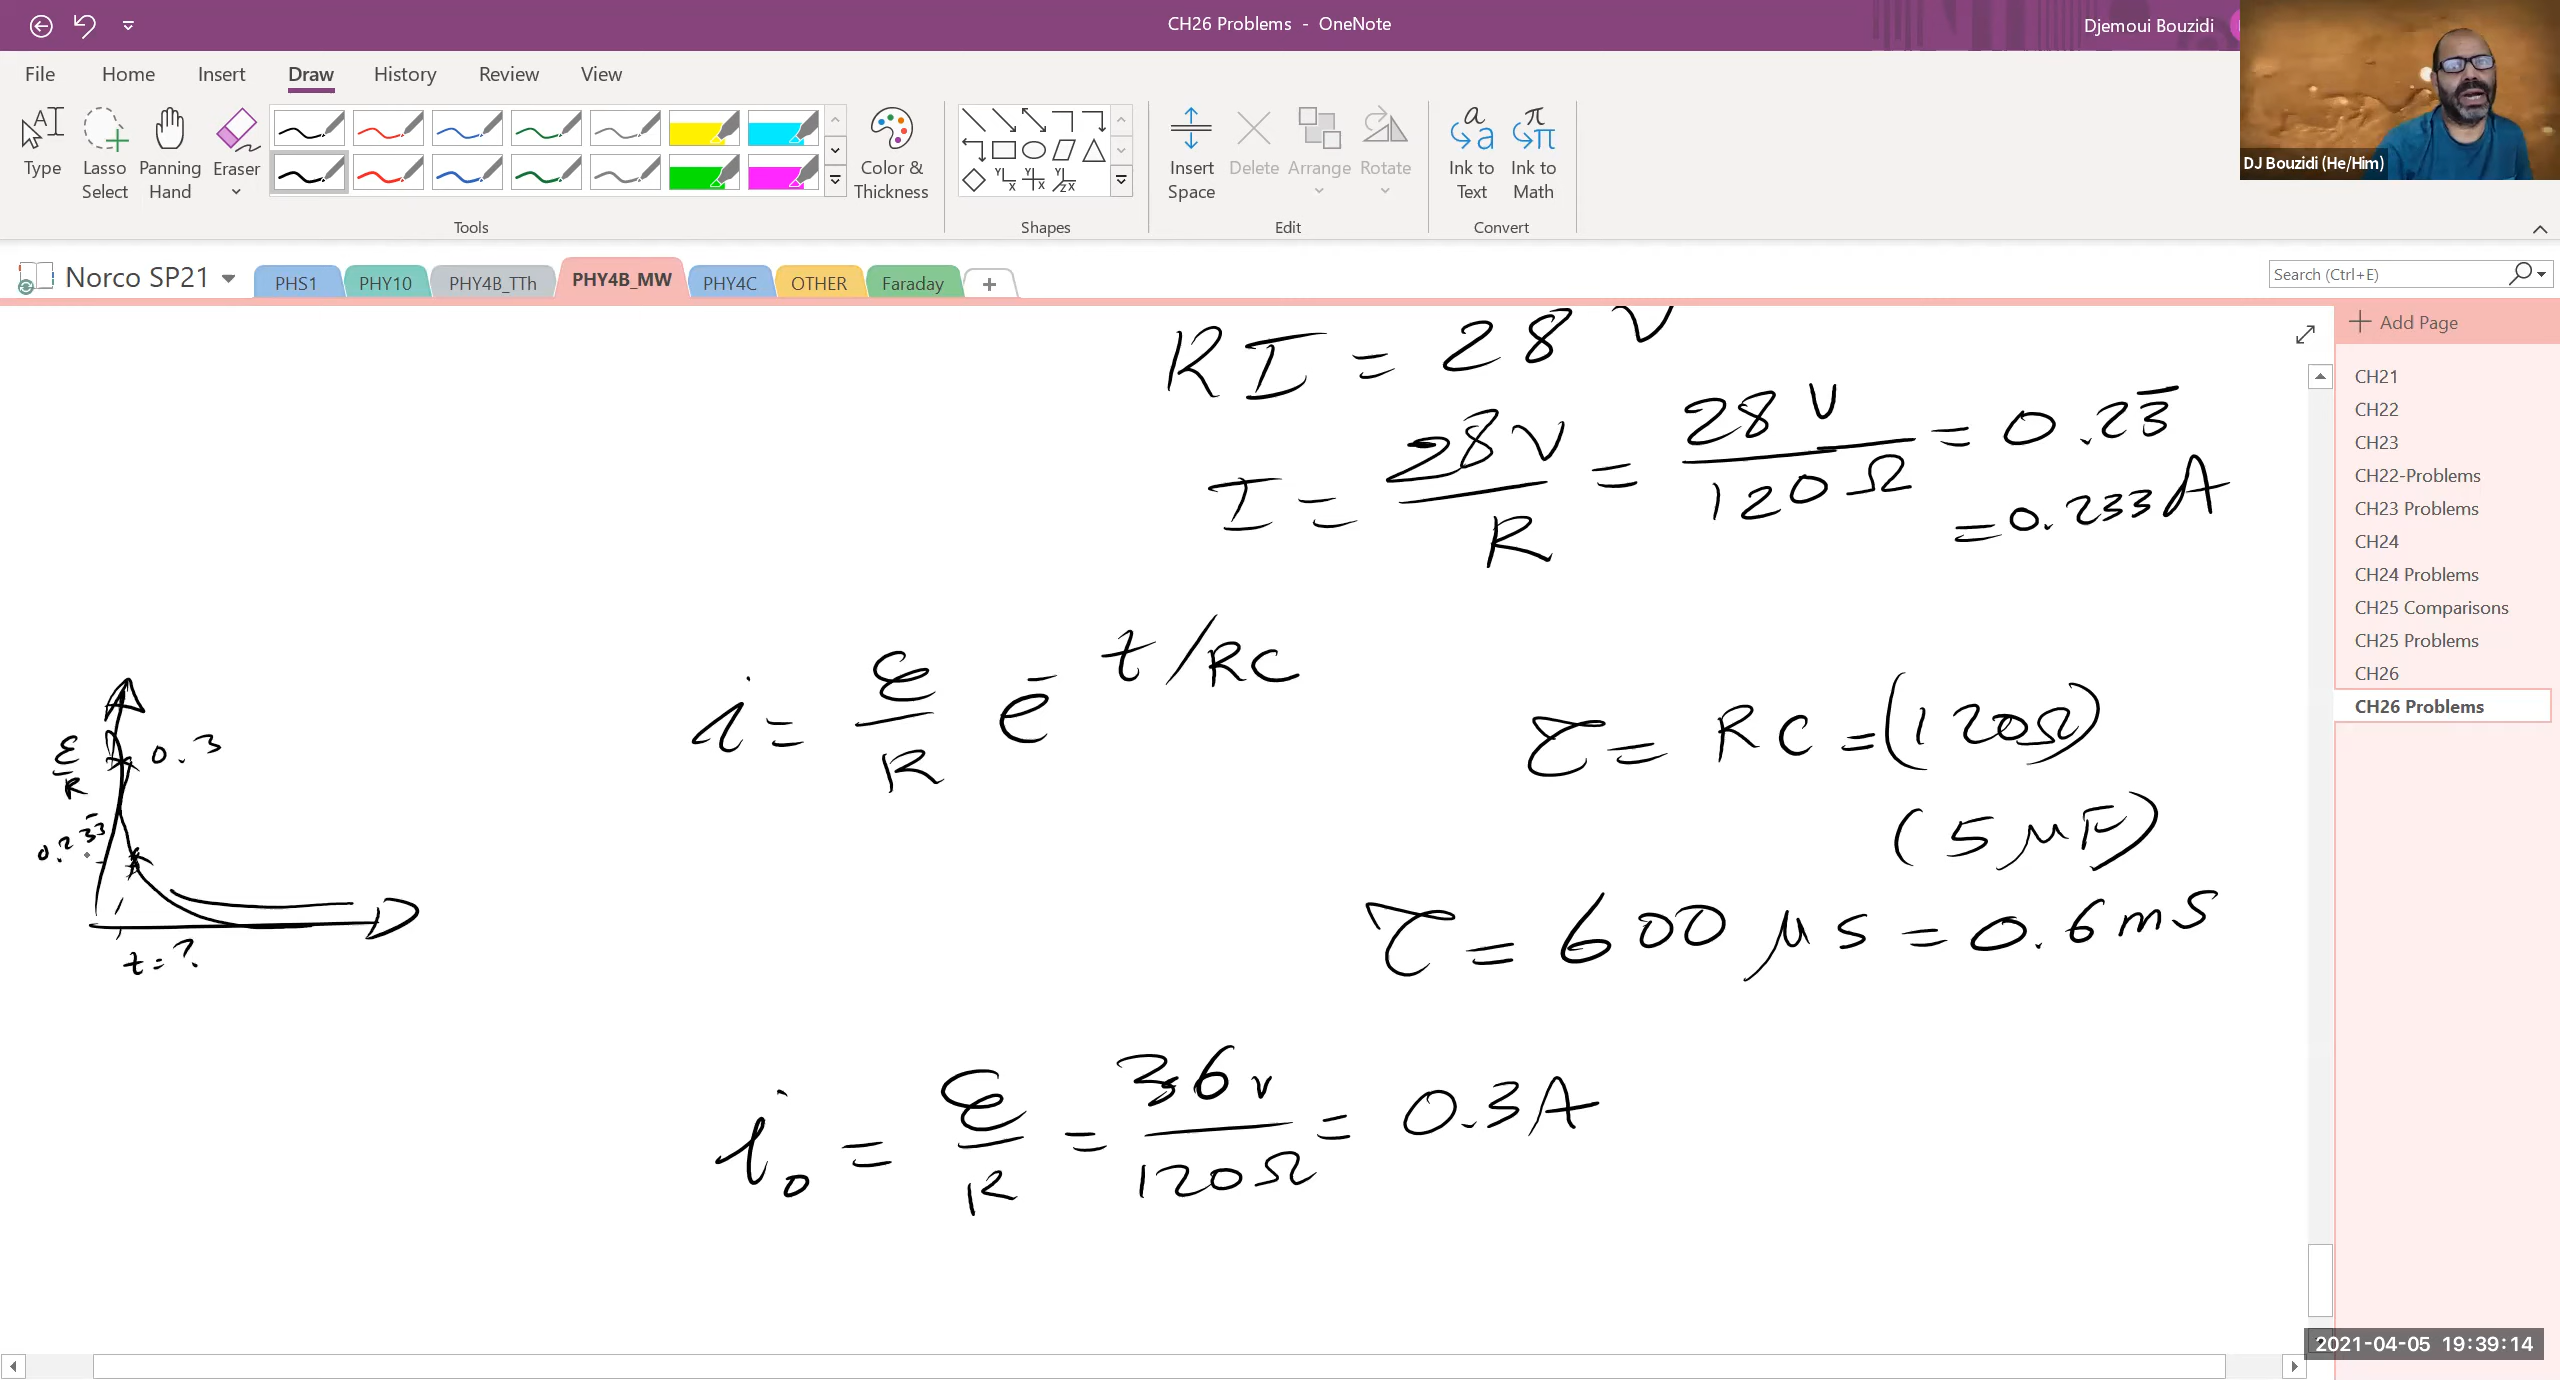 CH26 Problems - OneNote
Djemoui Bouzidi
File Home Insert Draw History Review View
Type
Lasso Select
Panning Hand
Eraser
Color & Thickness
Insert Space
Delete
Arrange
Rotate
Ink to Text
Ink to Math
Tools
Shapes
Edit
Convert
DJ Bouzidi (He/Him)
Norco SP21
PHS1 PHY10 PHY4B_TTh PHY4B_MW PHY4C OTHER Faraday +
Search (Ctrl+E)
Add Page
CH21
CH22
CH23
CH22-Problems
CH23 Problems
CH24
CH24 Problems
CH25 Comparisons
CH25 Problems
CH26
CH26 Problems
RI = 28 V
I = 28V/R = 28 V/120Ω = 0.23̅
= 0.233 A
i = ℰ/R e^-t/RC
τ = RC = (120Ω)
(5 μF)
τ = 600 μs = 0.6 ms
i₀ = ℰ/R = 36 v/120Ω = 0.3 A
ℰ/R 0.3
0.23̅3
t = ?
2021-04-05 19:39:14